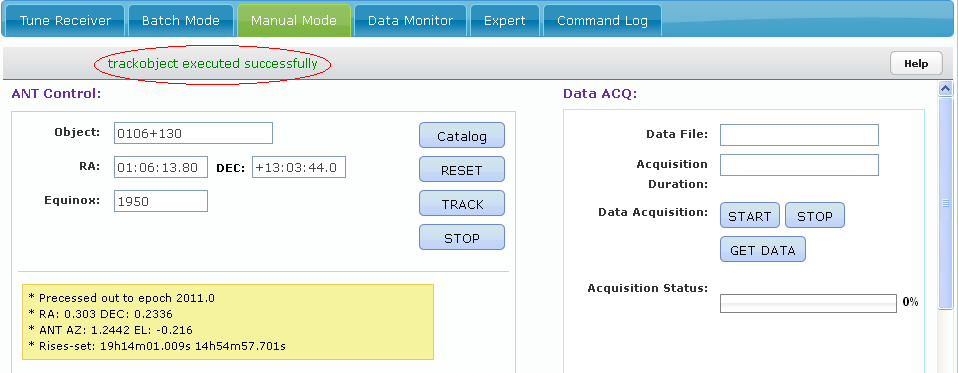 Tune Receiver Batch Mode Manual Mode Data Monitor Expert Command Log
trackobject executed successfully
Help
ANT Control:
Object: 0106+130 Catalog
RA: 01:06:13.80 DEC: +13:03:44.0 RESET
Equinox: 1950 TRACK
STOP
* Precessed out to epoch 2011.0
* RA: 0.303 DEC: 0.2336
* ANT AZ: 1.2442 EL: -0.216
* Rises-set: 19h14m01.009s 14h54m57.701s
Data ACQ:
Data File:
Acquisition
Duration:
Data Acquisition: START STOP
GET DATA
Acquisition Status: 0%